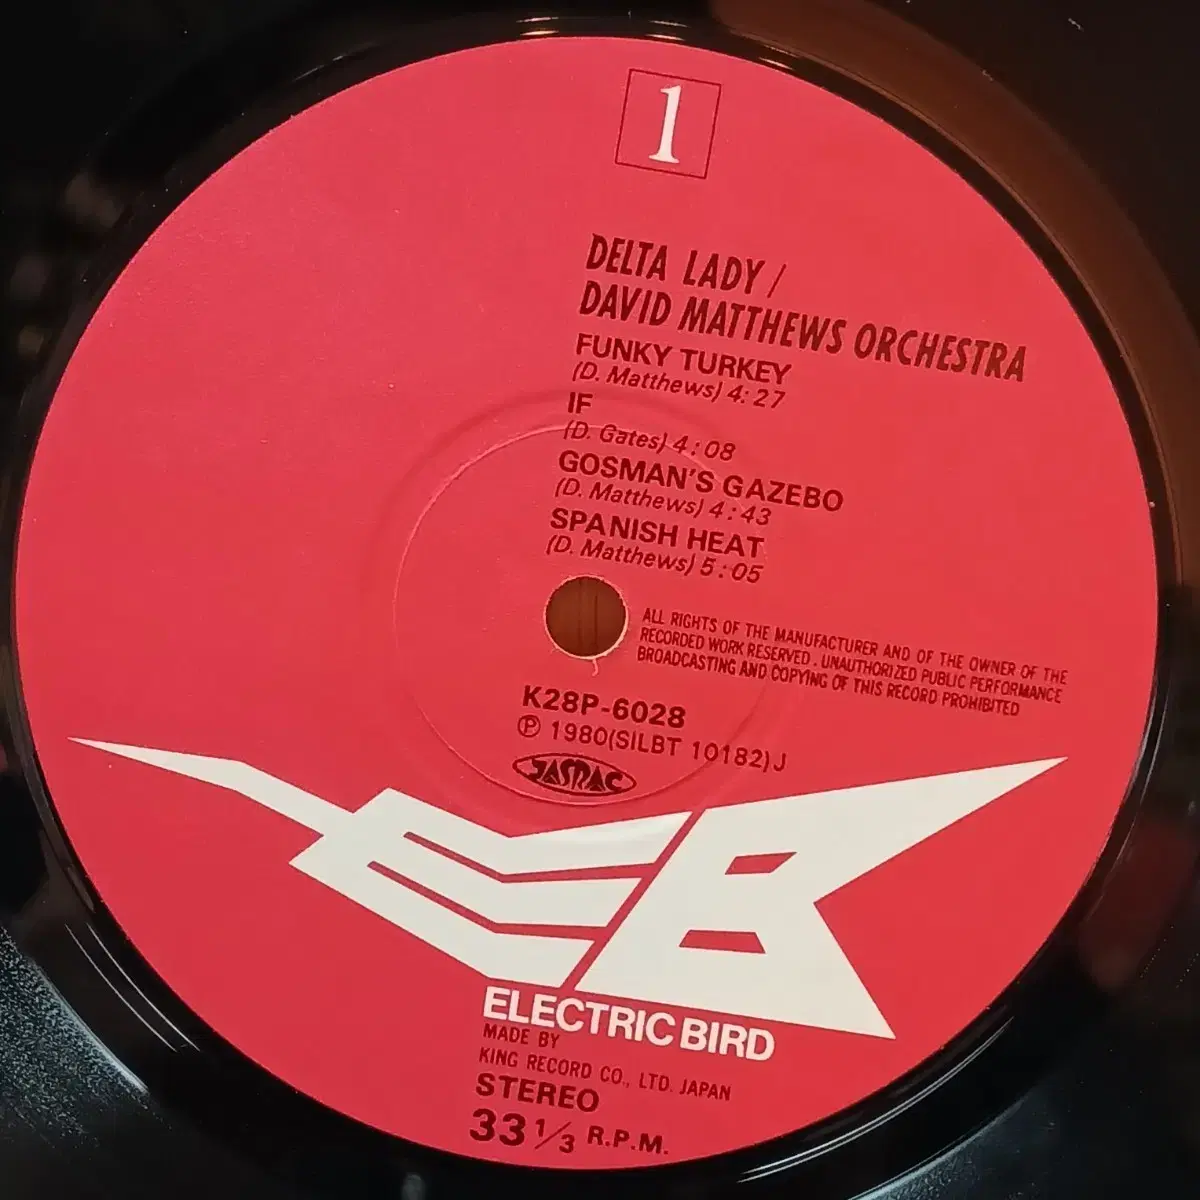 1
DELTA LADY /
DAVID MATTHEWS ORCHESTRA
FUNKY TURKEY
(D. Matthews) 4:27
IF
(D. Gates) 4:08
GOSMAN'S GAZEBO
(D. Matthews) 4:43
SPANISH HEAT
(D. Matthews) 5:05
ALL RIGHTS OF THE MANUFACTURER AND OF THE OWNER OF THE
RECORDED WORK RESERVED. UNAUTHORIZED PUBLIC PERFORMANCE
BROADCASTING AND COPYING OF THIS RECORD PROHIBITED
K28P-6028
℗ 1980(SILBT 10182)J
JASRAC
EB
ELECTRIC BIRD
MADE BY
KING RECORD CO., LTD. JAPAN
STEREO
33 1/3 R.P.M.